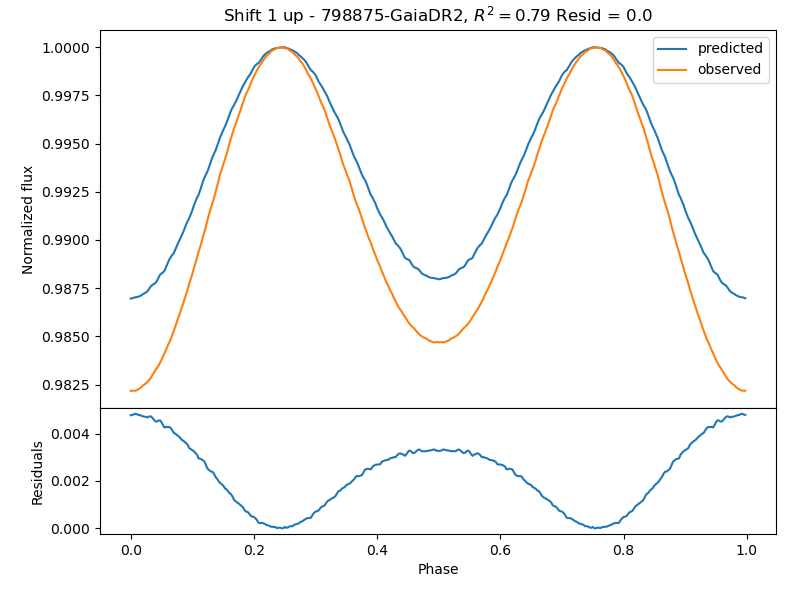 Shift 1 up - 798875-GaiaDR2, R² = 0.79 Resid = 0.0
predicted
observed
Normalized flux
1.0000
0.9975
0.9950
0.9925
0.9900
0.9875
0.9850
0.9825
Residuals
0.004
0.002
0.000
0.0 0.2 0.4 0.6 0.8 1.0
Phase